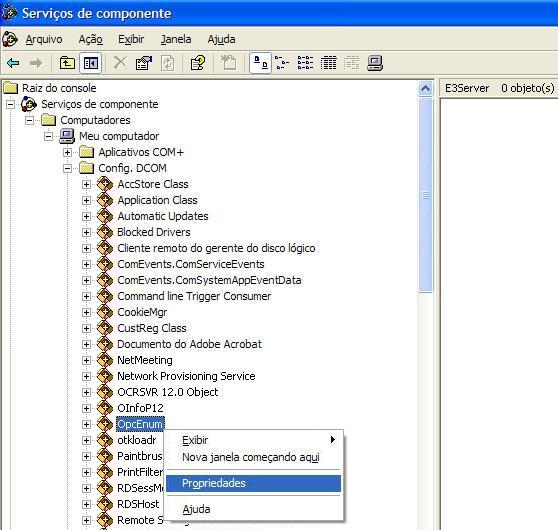 Serviços de componente
Arquivo Ação Exibir Janela Ajuda
Raiz do console
E3Server 0 objeto(s)
Serviços de componente
Computadores
Meu computador
Aplicativos COM+
Config. DCOM
AccStore Class
Application Class
Automatic Updates
Blocked Drivers
Cliente remoto do gerente do disco lógico
ComEvents.ComServiceEvents
ComEvents.ComSystemAppEventData
Command line Trigger Consumer
CookieMgr
CustReg Class
Documento do Adobe Acrobat
NetMeeting
Network Provisioning Service
OCRSVR 12.0 Object
OInfoP12
OpcEnum
otkloadr
Exibir
Paintbrus
Nova janela começando aqui
PrintFilter
Propriedades
RDSessM
RDSHost
Ajuda
Remote S